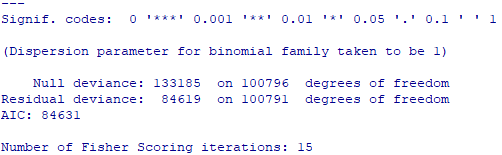 ---
Signif. codes:  0 '***' 0.001 '**' 0.01 '*' 0.05 '.' 0.1 ' ' 1
(Dispersion parameter for binomial family taken to be 1)
    Null deviance: 133185  on 100796  degrees of freedom
Residual deviance:  84619  on 100791  degrees of freedom
AIC: 84631
Number of Fisher Scoring iterations: 15